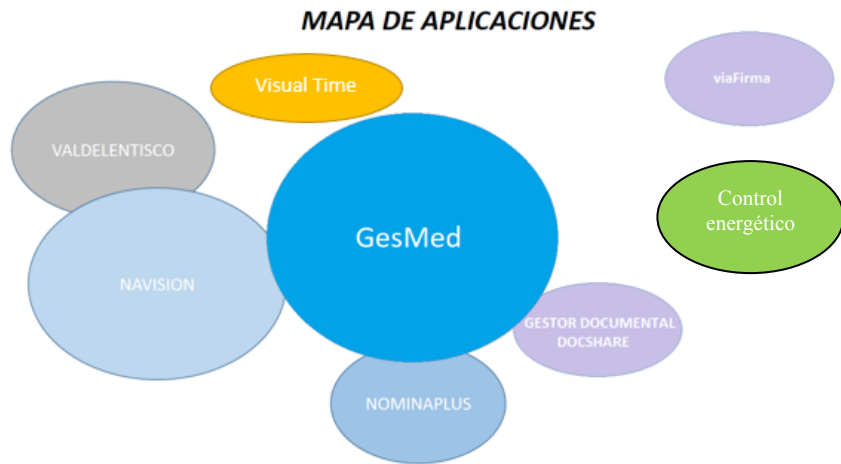 MAPA DE APLICACIONES
Visual Time
viaFirma
VALDELENTISCO
Control
energético
GesMed
NAVISION
GESTOR DOCUMENTAL
DOCSHARE
NOMINAPLUS